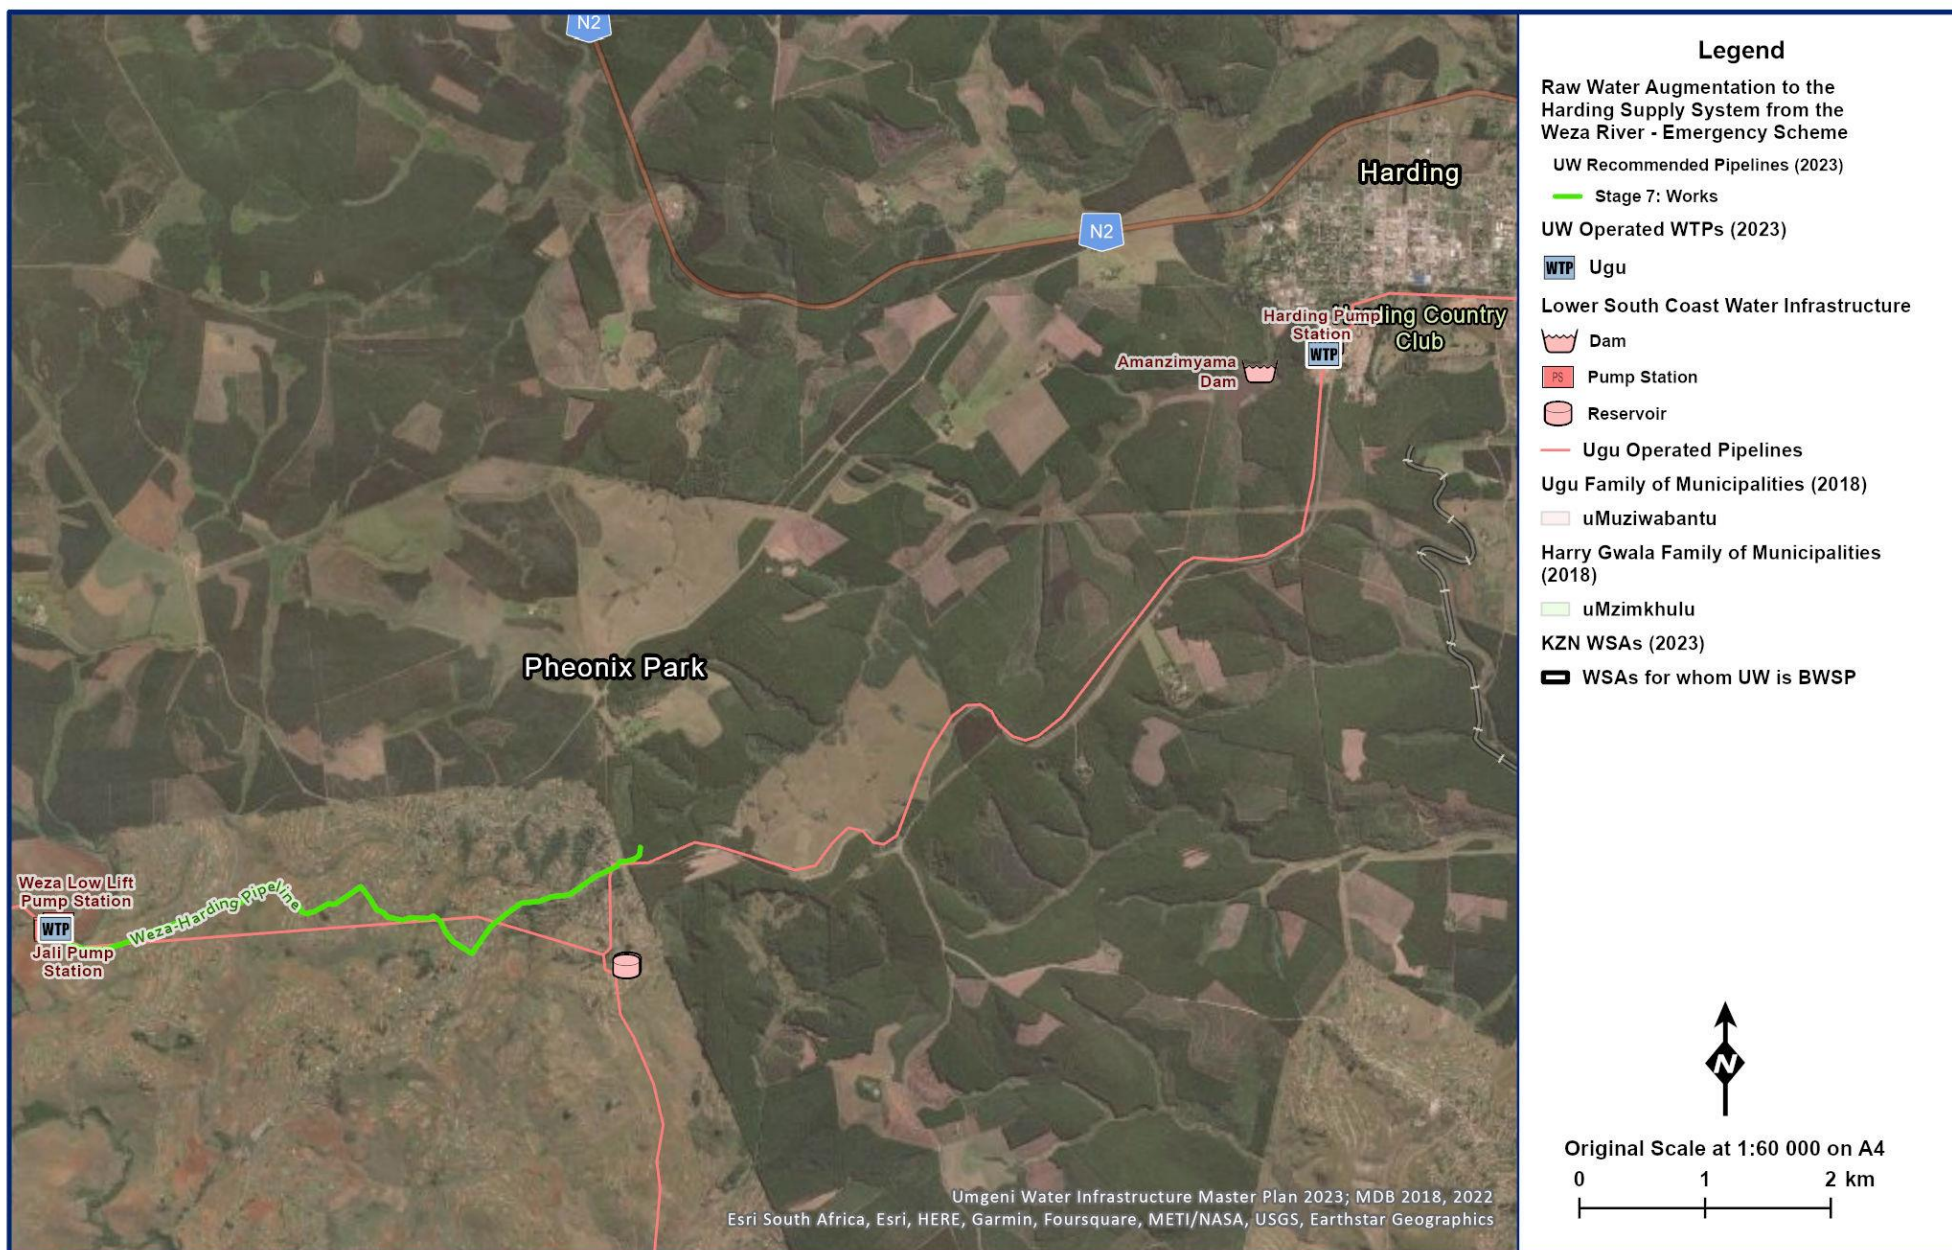 N2
Harding
N2
Harding Pump
Station
ding Country
Club
WTP
Amanzimyama
Dam
Pheonix Park
Weza Low Lift
Pump Station
WTP
Jali Pump
Station
Weza-Harding Pipeline
Umgeni Water Infrastructure Master Plan 2023; MDB 2018, 2022
Esri South Africa, Esri, HERE, Garmin, Foursquare, METI/NASA, USGS, Earthstar Geographics
Legend
Raw Water Augmentation to the
Harding Supply System from the
Weza River - Emergency Scheme
UW Recommended Pipelines (2023)
Stage 7: Works
UW Operated WTPs (2023)
WTP Ugu
Lower South Coast Water Infrastructure
Dam
PS Pump Station
Reservoir
Ugu Operated Pipelines
Ugu Family of Municipalities (2018)
uMuziwabantu
Harry Gwala Family of Municipalities
(2018)
uMzimkhulu
KZN WSAs (2023)
WSAs for whom UW is BWSP
N
Original Scale at 1:60 000 on A4
0 1 2 km